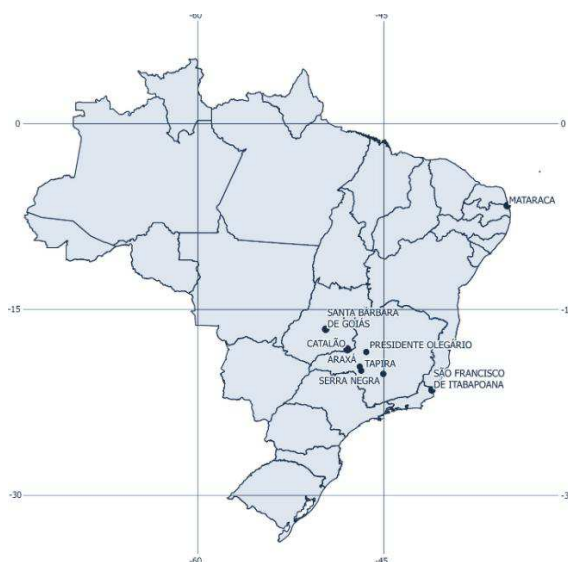 -60
-45
0
0
MATARACA
-15
SANTA BÁRBARA
DE GOIÁS
CATALÃO
PRESIDENTE OLEGÁRIO
ARAXÁ
TAPIRA
SERRA NEGRA
SÃO FRANCISCO
DE ITABAPOANA
-30
-3
-60
-45